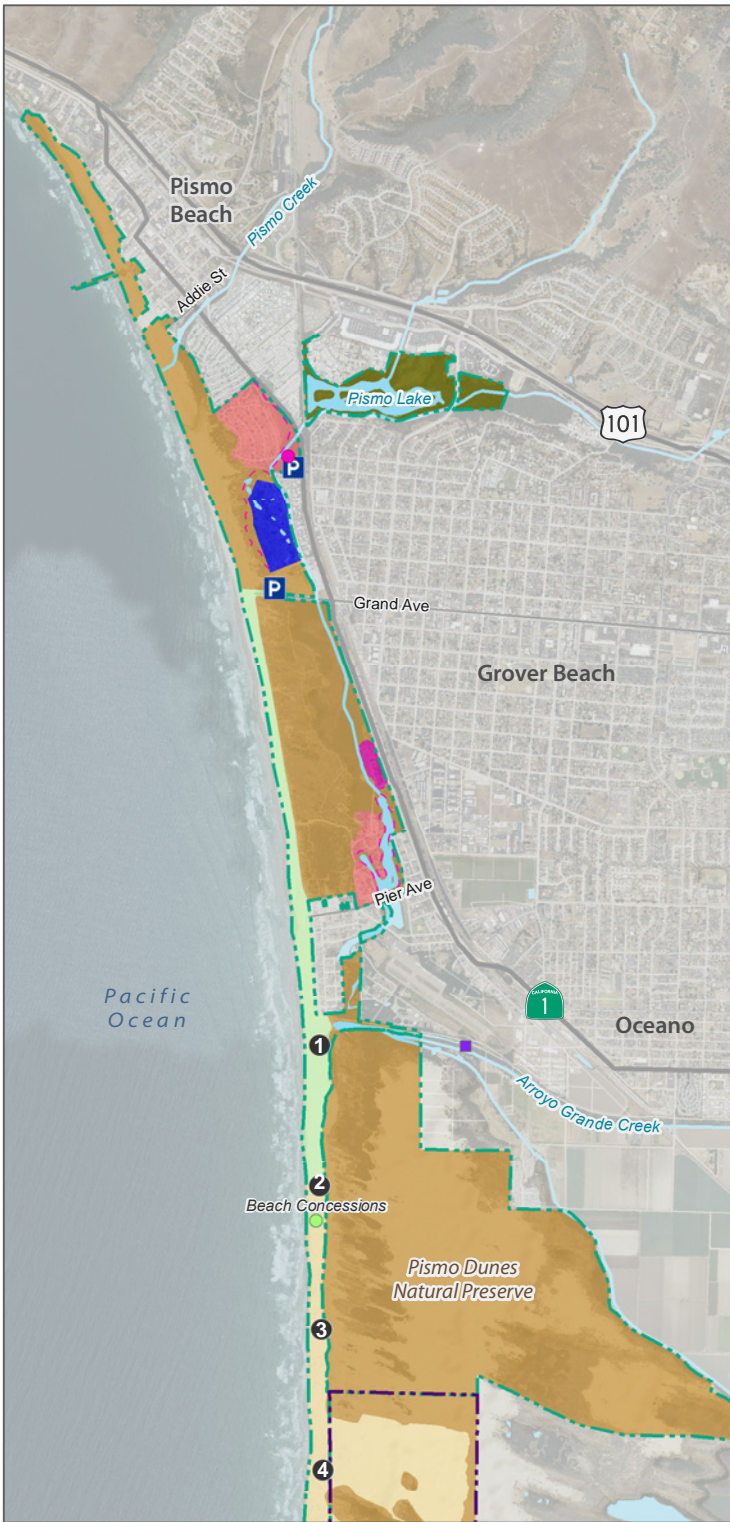 Pismo
Beach
Pismo Creek
Addie St
Pismo Lake
101
P
P
Grand Ave
Grover Beach
Pier Ave
Pacific
Ocean
CALIFORNIA
1
Oceano
1
Arroyo Grande Creek
2
Beach Concessions
Pismo Dunes
Natural Preserve
3
4